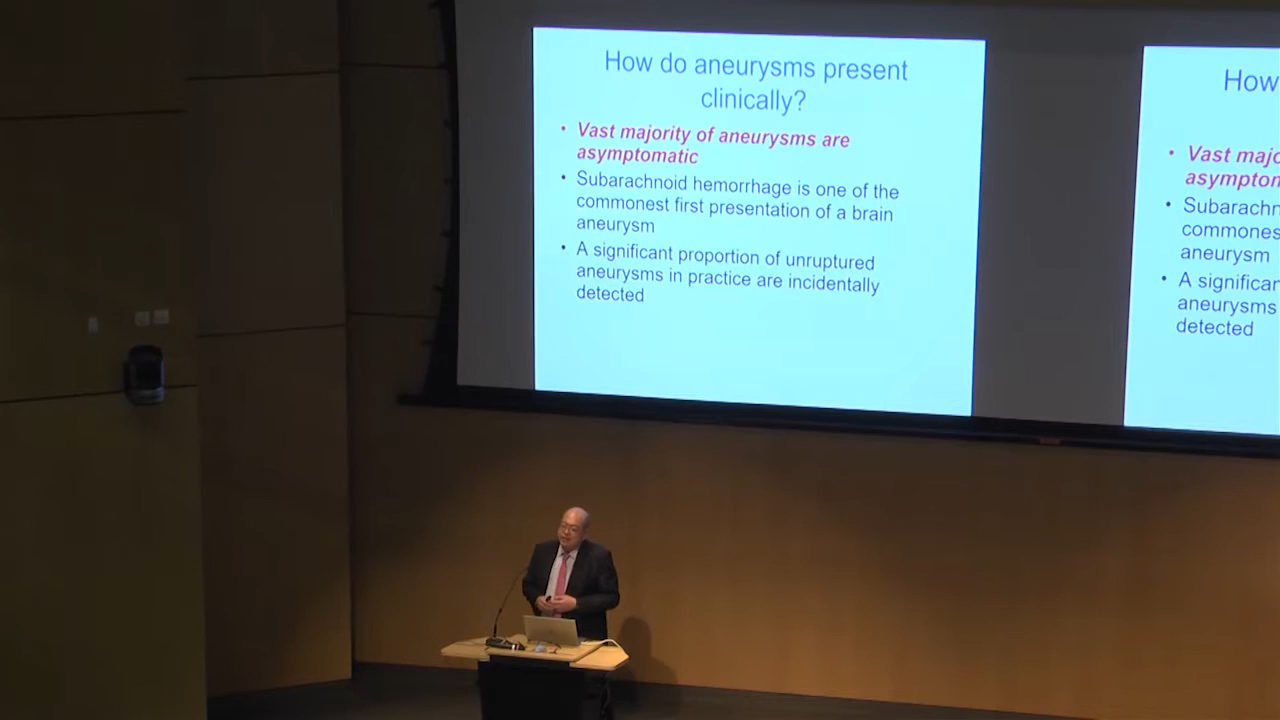 How do aneurysms present
clinically?
• Vast majority of aneurysms are
asymptomatic
• Subarachnoid hemorrhage is one of the
commonest first presentation of a brain
aneurysm
• A significant proportion of unruptured
aneurysms in practice are incidentally
detected
How
• Vast majo
asymptom
• Subarachn
commones
aneurysm
• A significan
aneurysms
detected